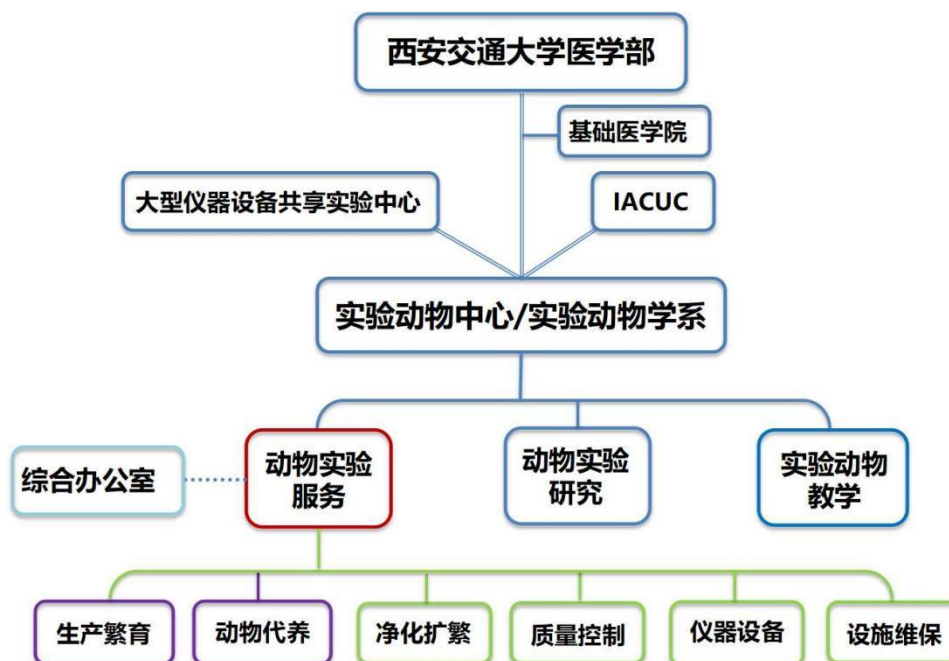 西安交通大学医学部
基础医学院
大型仪器设备共享实验中心
IACUC
实验动物中心/实验动物学系
综合办公室
动物实验
服务
动物实验
研究
实验动物
教学
生产繁育
动物代养
净化扩繁
质量控制
仪器设备
设施维保